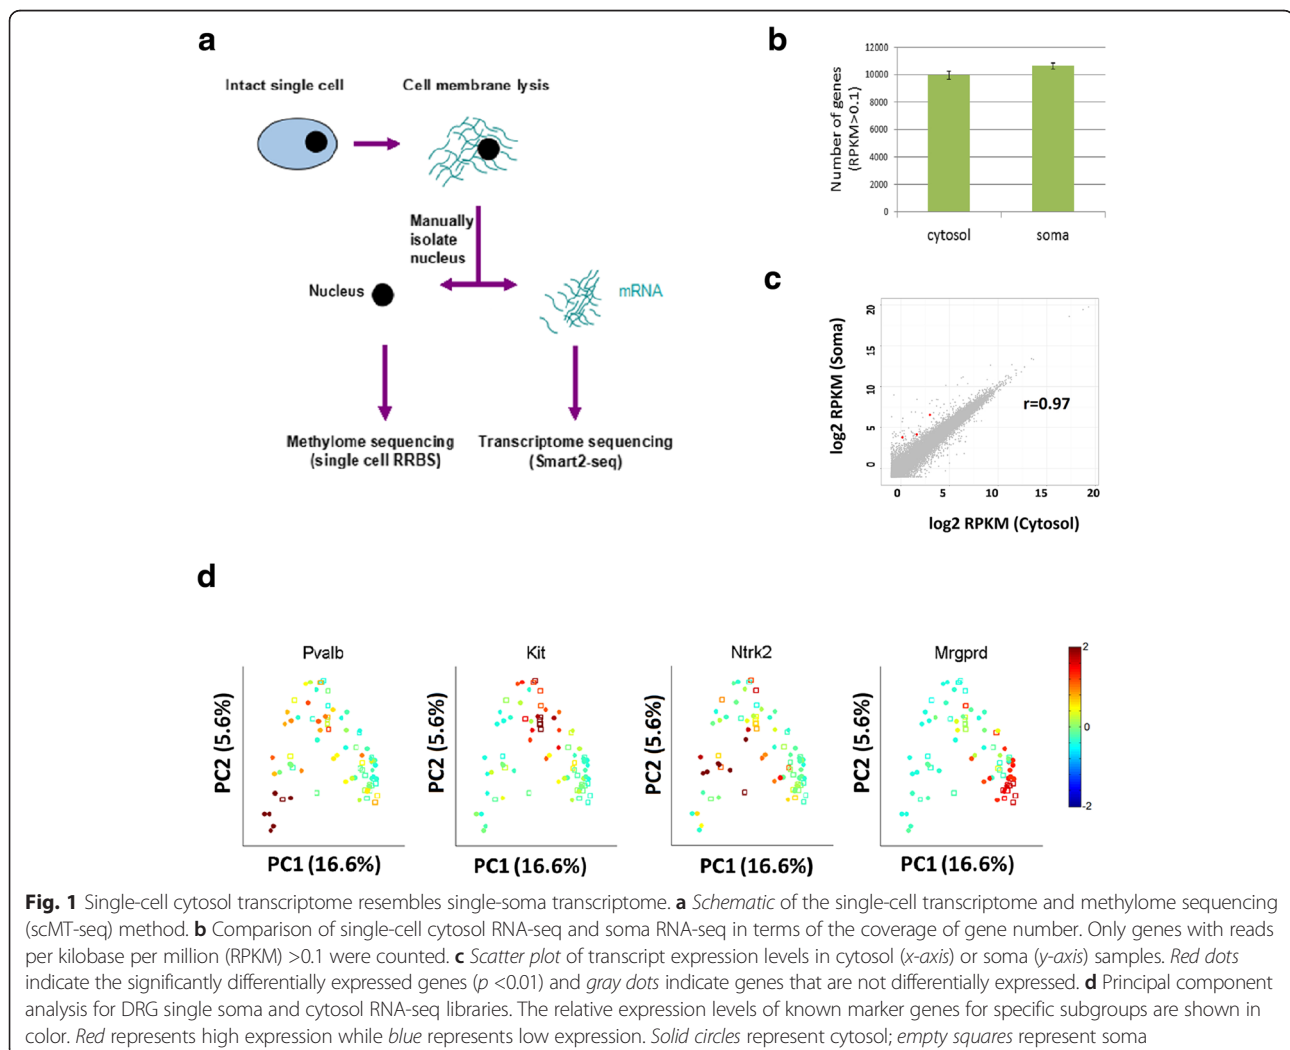 a
Intact single cell
Cell membrane lysis
Manually
isolate
nucleus
Nucleus
mRNA
Methylome sequencing
(single cell RRBS)
Transcriptome sequencing
(Smart2-seq)
b
Number of genes
(RPKM>0.1)
12000
10000
8000
6000
4000
2000
0
cytosol
soma
c
log2 RPKM (Soma)
20
15
10
5
0
r=0.97
0
5
10
15
20
log2 RPKM (Cytosol)
d
Pvalb
PC2 (5.6%)
PC1 (16.6%)
Kit
PC2 (5.6%)
PC1 (16.6%)
Ntrk2
PC2 (5.6%)
PC1 (16.6%)
Mrgprd
PC2 (5.6%)
PC1 (16.6%)
2
0
-2
Fig. 1 Single-cell cytosol transcriptome resembles single-soma transcriptome. a Schematic of the single-cell transcriptome and methylome sequencing
(scMT-seq) method. b Comparison of single-cell cytosol RNA-seq and soma RNA-seq in terms of the coverage of gene number. Only genes with reads
per kilobase per million (RPKM) >0.1 were counted. c Scatter plot of transcript expression levels in cytosol (x-axis) or soma (y-axis) samples. Red dots
indicate the significantly differentially expressed genes (p <0.01) and gray dots indicate genes that are not differentially expressed. d Principal component
analysis for DRG single soma and cytosol RNA-seq libraries. The relative expression levels of known marker genes for specific subgroups are shown in
color. Red represents high expression while blue represents low expression. Solid circles represent cytosol; empty squares represent soma